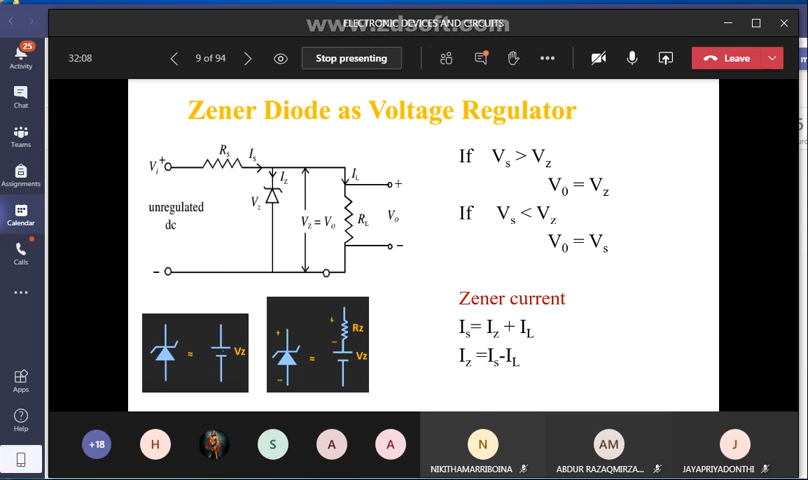 www.zdsoft.com
ELECTRONIC DEVICES AND CIRCUITS
32:08
9 of 94
Stop presenting
Leave
25
Activity
Chat
Teams
Assignments
Calendar
Calls
Apps
Help
Zener Diode as Voltage Regulator
Vi
+
Rs
Is
Iz
Vz
unregulated
dc
Vz = Vo
IL
RL
+
Vo
−
−
If Vs > Vz
V0 = Vz
If Vs < Vz
V0 = Vs
Zener current
Is= Iz + IL
Iz =Is-IL
≈
Vz
+
−
≈
+
−
Rz
Vz
+18
H
S
A
A
N
AM
J
NIKITHAMARRIBOINA
ABDUR RAZAQMIRZA...
JAYAPRIYADONTHI